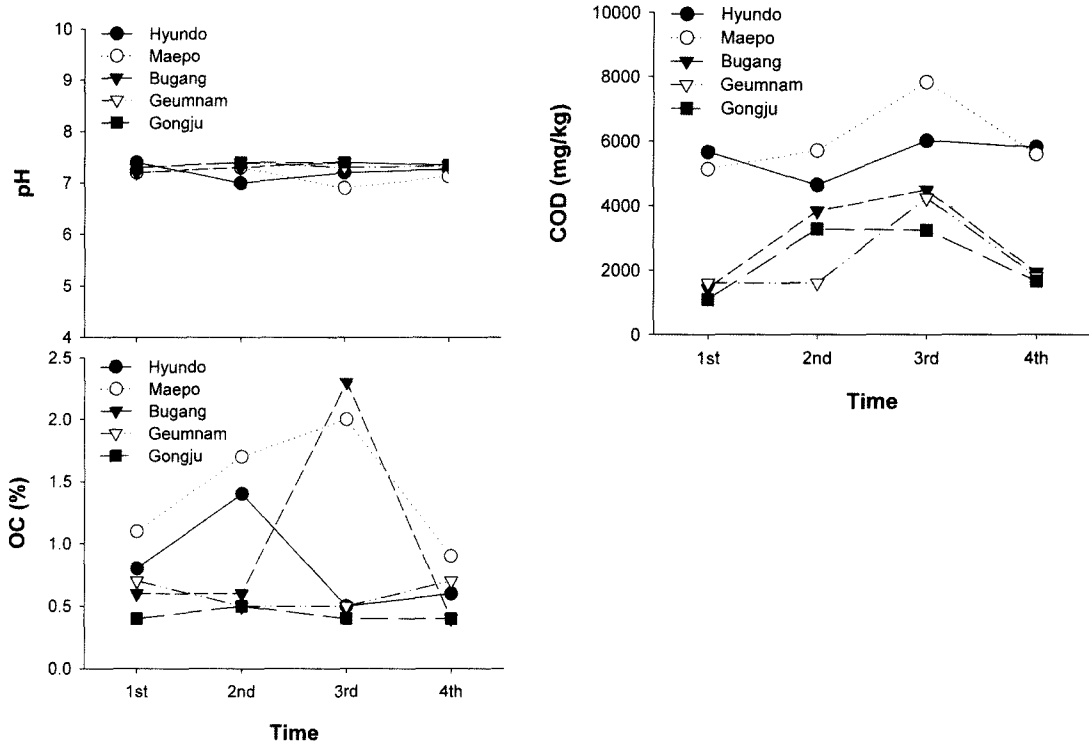 10
9
8
7
6
5
4
pH
Hyundo
Maepo
Bugang
Geumnam
Gongju
10000
8000
6000
4000
2000
0
COD (mg/kg)
Hyundo
Maepo
Bugang
Geumnam
Gongju
1st 2nd 3rd 4th
Time
2.5
2.0
1.5
1.0
0.5
0.0
OC (%)
Hyundo
Maepo
Bugang
Geumnam
Gongju
1st 2nd 3rd 4th
Time